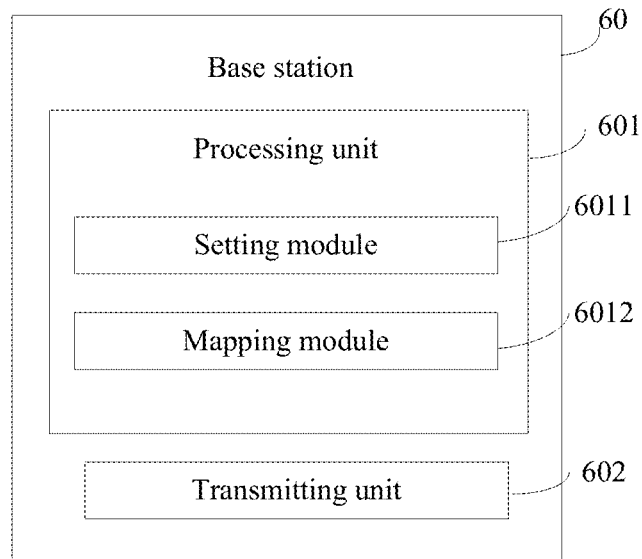 60
Base station
601
Processing unit
6011
Setting module
6012
Mapping module
602
Transmitting unit